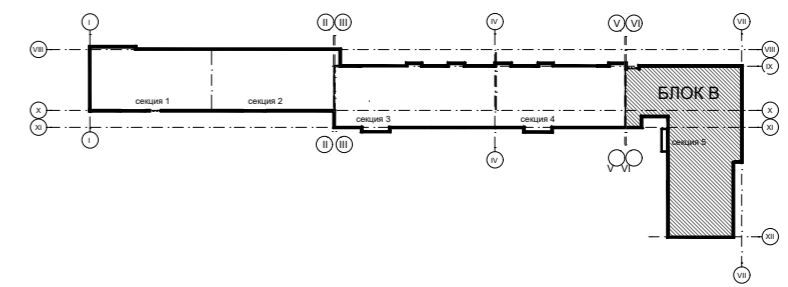 I II III IV V VI VII
VIII VIII
IX
БЛОК В
секция 1 секция 2
X X
секция 3 секция 4
XI XI
I II III IV
секция 5
V VI
XII
VII